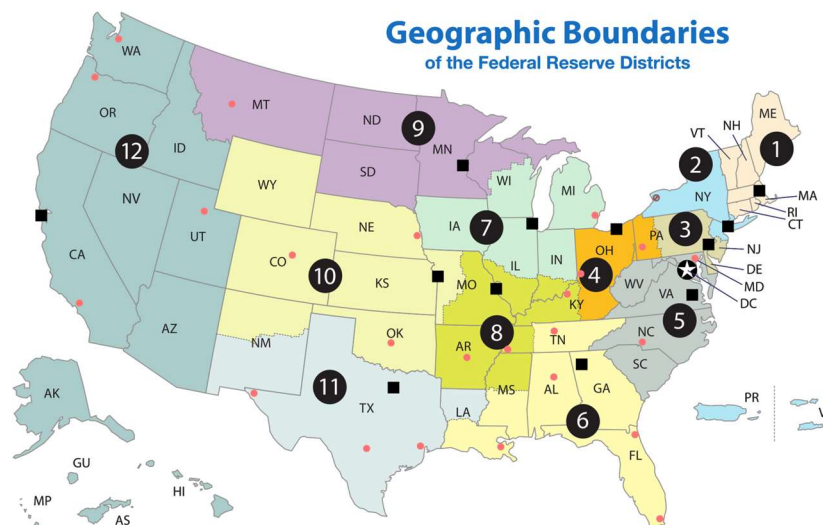 Geographic Boundaries
of the Federal Reserve Districts
WA
MT
ND
MN
9
OR
12
ID
SD
WI
MI
VT
NH
ME
1
2
NY
MA
RI
CT
WY
NV
UT
CA
NE
IA
7
IL
IN
OH
4
PA
3
NJ
DE
MD
DC
CO
10
KS
MO
KY
WV
VA
5
AZ
NM
OK
AR
8
TN
NC
SC
11
TX
LA
MS
AL
GA
6
FL
AK
GU
MP
HI
AS
PR